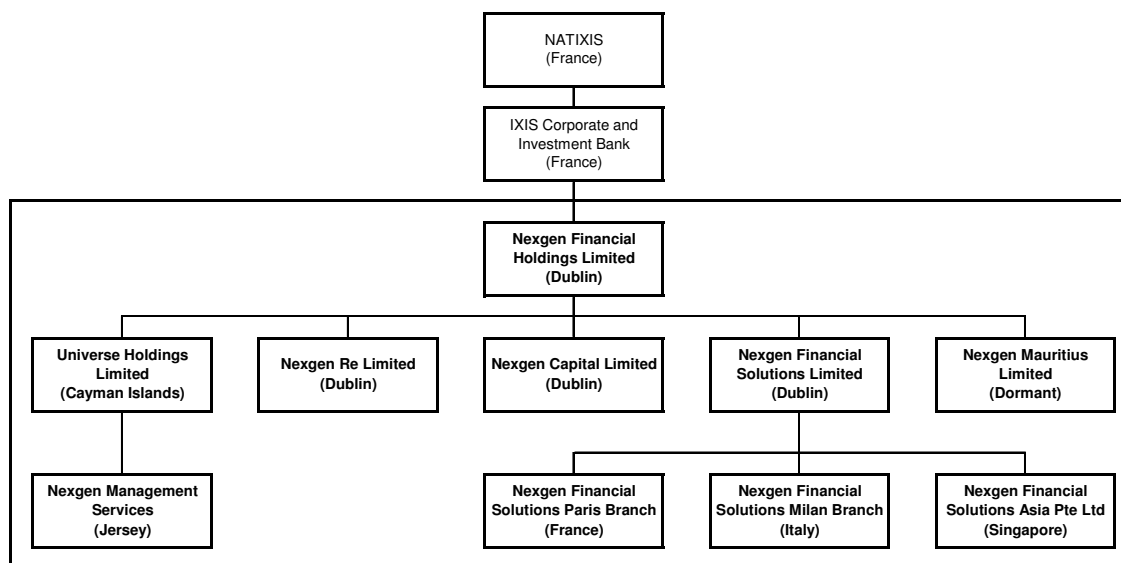 NATIXIS
(France)
IXIS Corporate and
Investment Bank
(France)
Nexgen Financial
Holdings Limited
(Dublin)
Universe Holdings
Limited
(Cayman Islands)
Nexgen Re Limited
(Dublin)
Nexgen Capital Limited
(Dublin)
Nexgen Financial
Solutions Limited
(Dublin)
Nexgen Mauritius
Limited
(Dormant)
Nexgen Management
Services
(Jersey)
Nexgen Financial
Solutions Paris Branch
(France)
Nexgen Financial
Solutions Milan Branch
(Italy)
Nexgen Financial
Solutions Asia Pte Ltd
(Singapore)